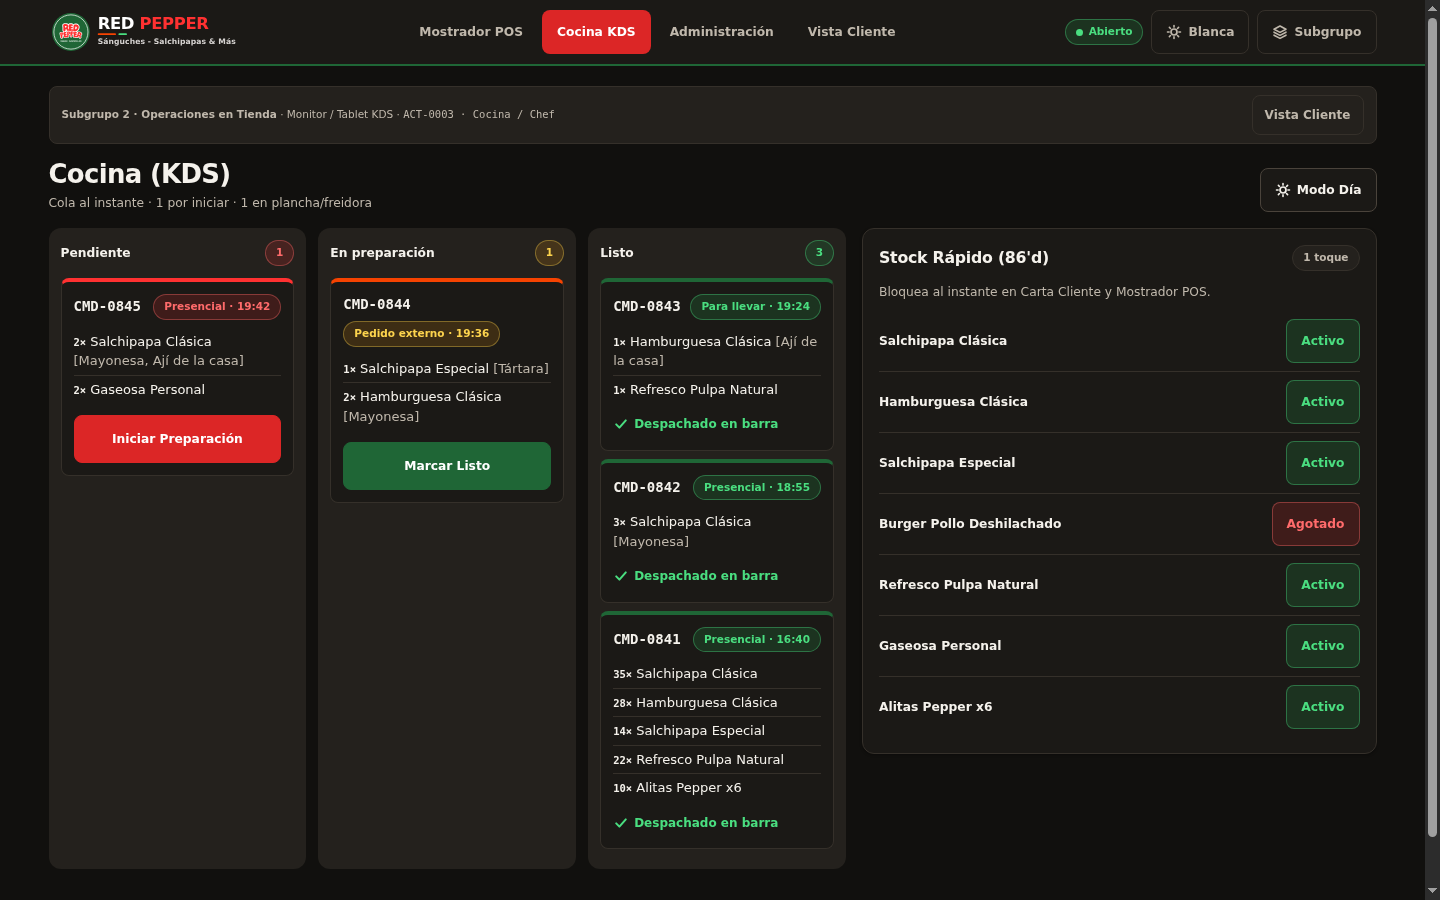 RED PEPPER
Sánguches - Salchipapas & Más
Mostrador POS
Cocina KDS
Administración
Vista Cliente
Abierto
Blanca
Subgrupo
Subgrupo 2 · Operaciones en Tienda · Monitor / Tablet KDS · ACT-0003 · Cocina / Chef
Vista Cliente
Cocina (KDS)
Cola al instante · 1 por iniciar · 1 en plancha/freidora
Modo Día
Pendiente
1
CMD-0845
Presencial · 19:42
2× Salchipapa Clásica
[Mayonesa, Ají de la casa]
2× Gaseosa Personal
Iniciar Preparación
En preparación
1
CMD-0844
Pedido externo · 19:36
1× Salchipapa Especial [Tártara]
2× Hamburguesa Clásica
[Mayonesa]
Marcar Listo
Listo
3
CMD-0843
Para llevar · 19:24
1× Hamburguesa Clásica [Ají de
la casa]
1× Refresco Pulpa Natural
Despachado en barra
CMD-0842
Presencial · 18:55
3× Salchipapa Clásica
[Mayonesa]
Despachado en barra
CMD-0841
Presencial · 16:40
35× Salchipapa Clásica
28× Hamburguesa Clásica
14× Salchipapa Especial
22× Refresco Pulpa Natural
10× Alitas Pepper x6
Despachado en barra
Stock Rápido (86'd)
1 toque
Bloquea al instante en Carta Cliente y Mostrador POS.
Salchipapa Clásica
Activo
Hamburguesa Clásica
Activo
Salchipapa Especial
Activo
Burger Pollo Deshilachado
Agotado
Refresco Pulpa Natural
Activo
Gaseosa Personal
Activo
Alitas Pepper x6
Activo